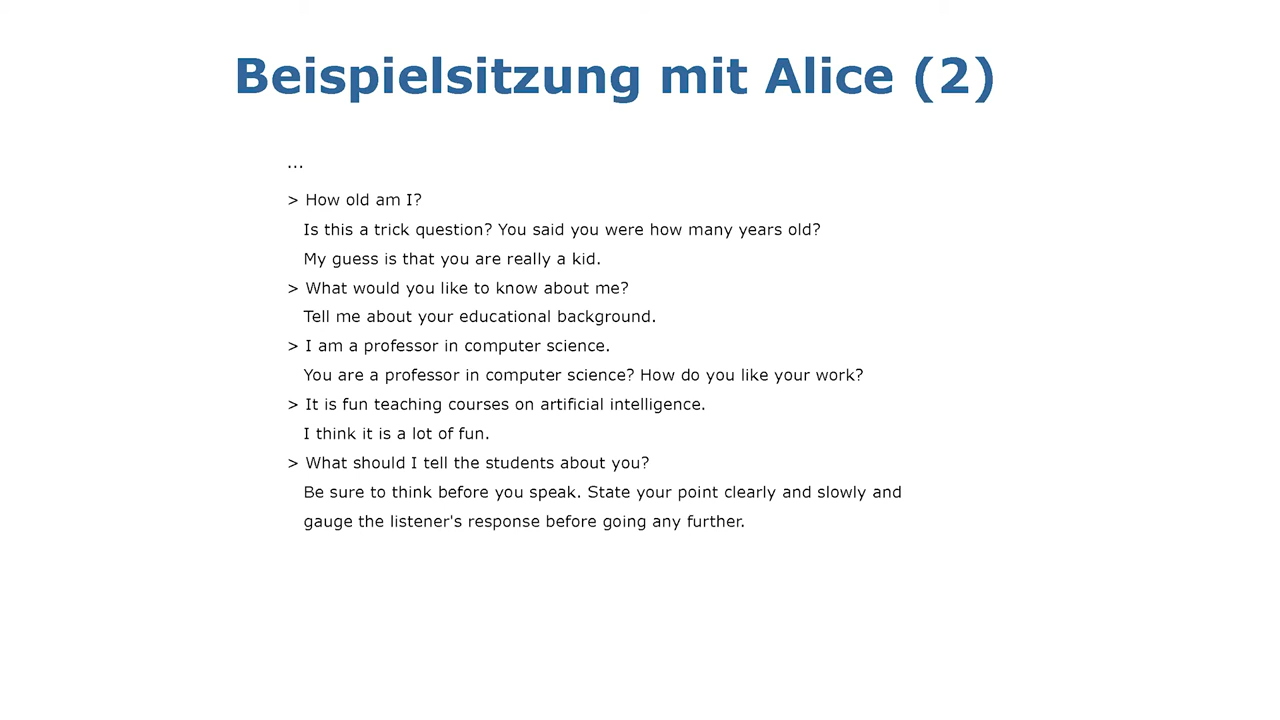 Beispielsitzung mit Alice (2)
...
> How old am I?
Is this a trick question? You said you were how many years old?
My guess is that you are really a kid.
> What would you like to know about me?
Tell me about your educational background.
> I am a professor in computer science.
You are a professor in computer science? How do you like your work?
> It is fun teaching courses on artificial intelligence.
I think it is a lot of fun.
> What should I tell the students about you?
Be sure to think before you speak. State your point clearly and slowly and
gauge the listener's response before going any further.